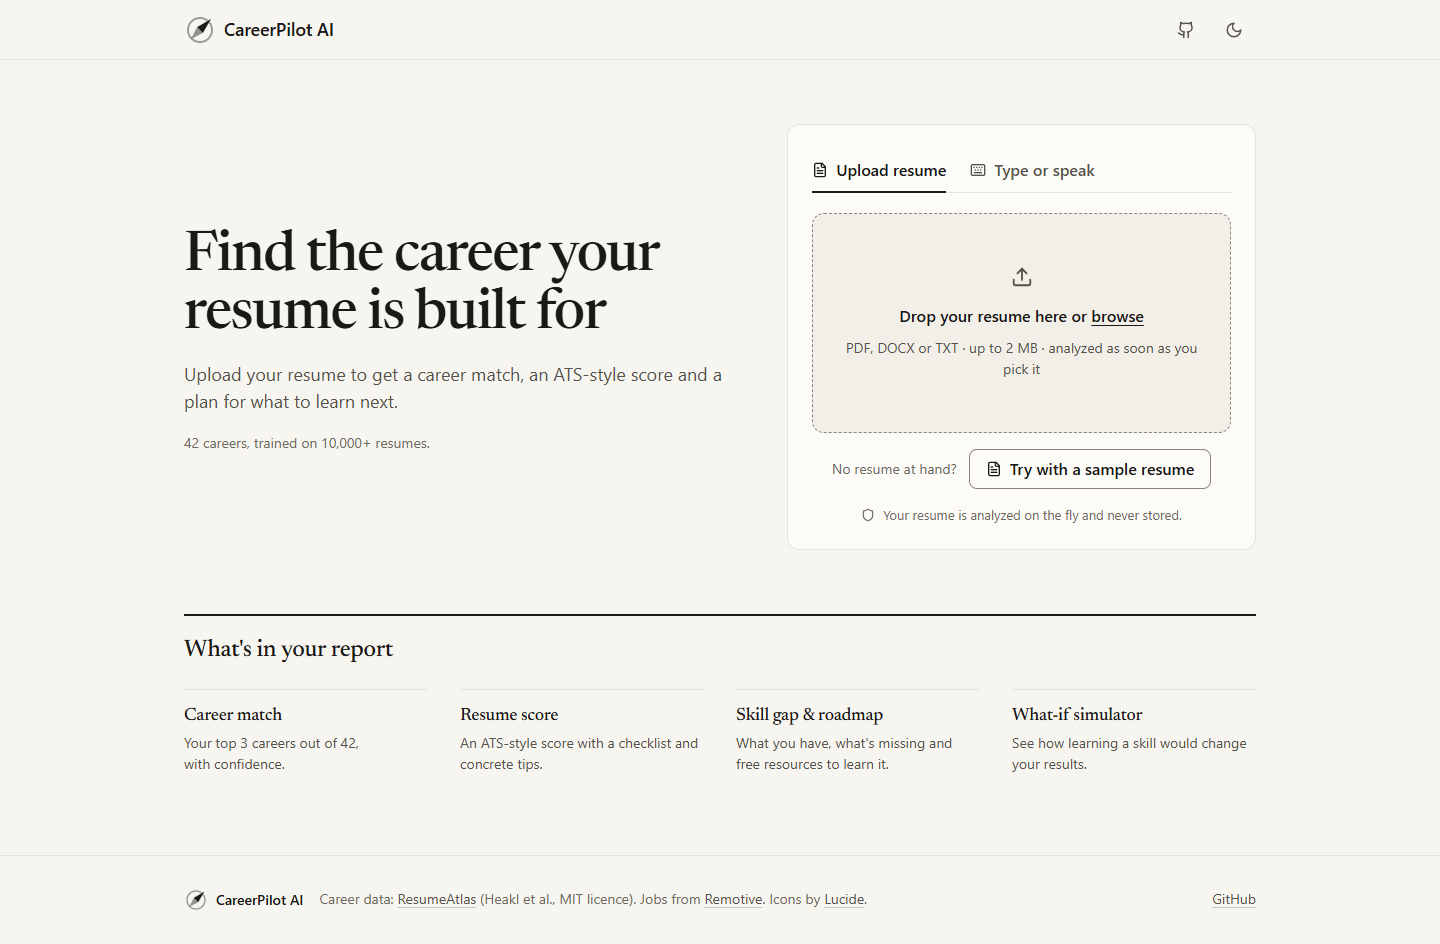 CareerPilot AI
Find the career your
resume is built for
Upload your resume to get a career match, an ATS-style score and a
plan for what to learn next.
42 careers, trained on 10,000+ resumes.
Upload resume
Type or speak
Drop your resume here or browse
PDF, DOCX or TXT · up to 2 MB · analyzed as soon as you
pick it
No resume at hand?
Try with a sample resume
Your resume is analyzed on the fly and never stored.
What's in your report
Career match
Your top 3 careers out of 42,
with confidence.
Resume score
An ATS-style score with a checklist and
concrete tips.
Skill gap & roadmap
What you have, what's missing and
free resources to learn it.
What-if simulator
See how learning a skill would change
your results.
CareerPilot AI
Career data: ResumeAtlas (Heakl et al., MIT licence). Jobs from Remotive. Icons by Lucide.
GitHub